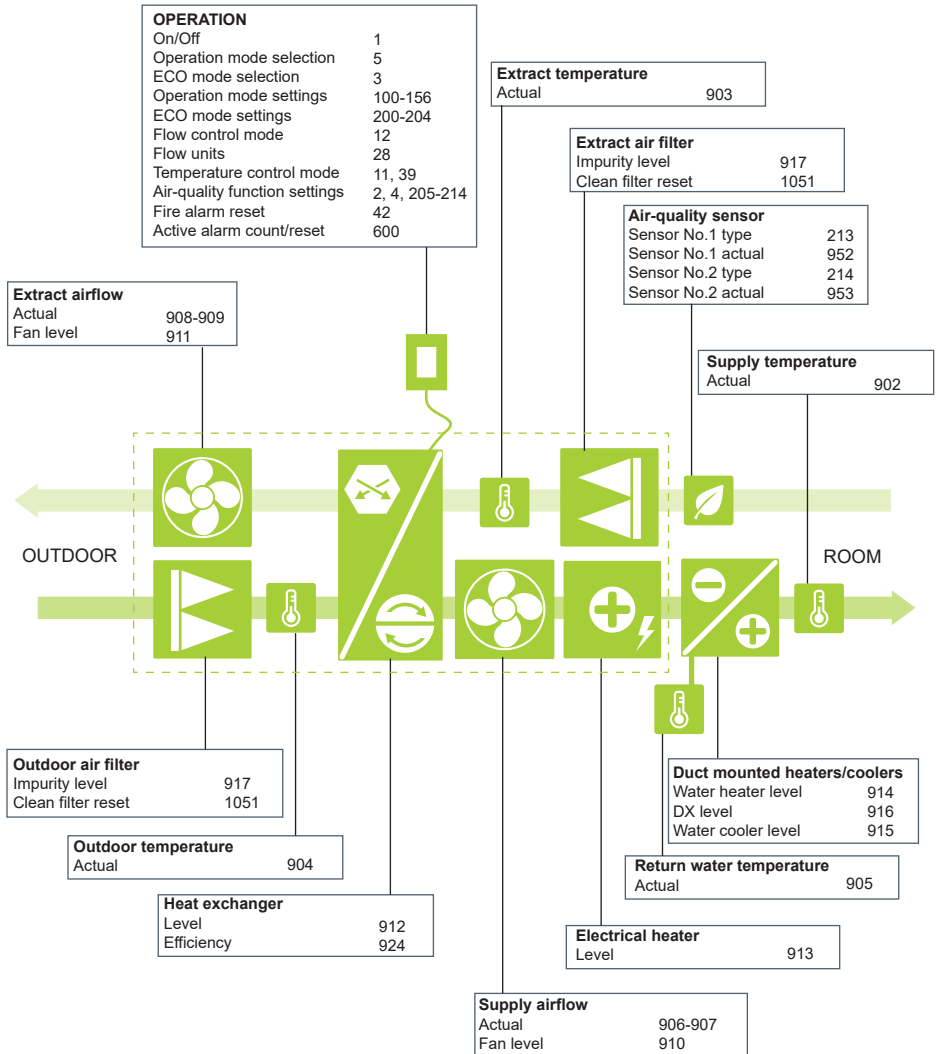 OPERATION
On/Off 1
Operation mode selection 5
ECO mode selection 3
Operation mode settings 100-156
ECO mode settings 200-204
Flow control mode 12
Flow units 28
Temperature control mode 11, 39
Air-quality function settings 2, 4, 205-214
Fire alarm reset 42
Active alarm count/reset 600
Extract temperature
Actual 903
Extract air filter
Impurity level 917
Clean filter reset 1051
Air-quality sensor
Sensor No.1 type 213
Sensor No.1 actual 952
Sensor No.2 type 214
Sensor No.2 actual 953
Extract airflow
Actual 908-909
Fan level 911
Supply temperature
Actual 902
OUTDOOR
ROOM
Outdoor air filter
Impurity level 917
Clean filter reset 1051
Duct mounted heaters/coolers
Water heater level 914
DX level 916
Water cooler level 915
Outdoor temperature
Actual 904
Return water temperature
Actual 905
Heat exchanger
Level 912
Efficiency 924
Electrical heater
Level 913
Supply airflow
Actual 906-907
Fan level 910